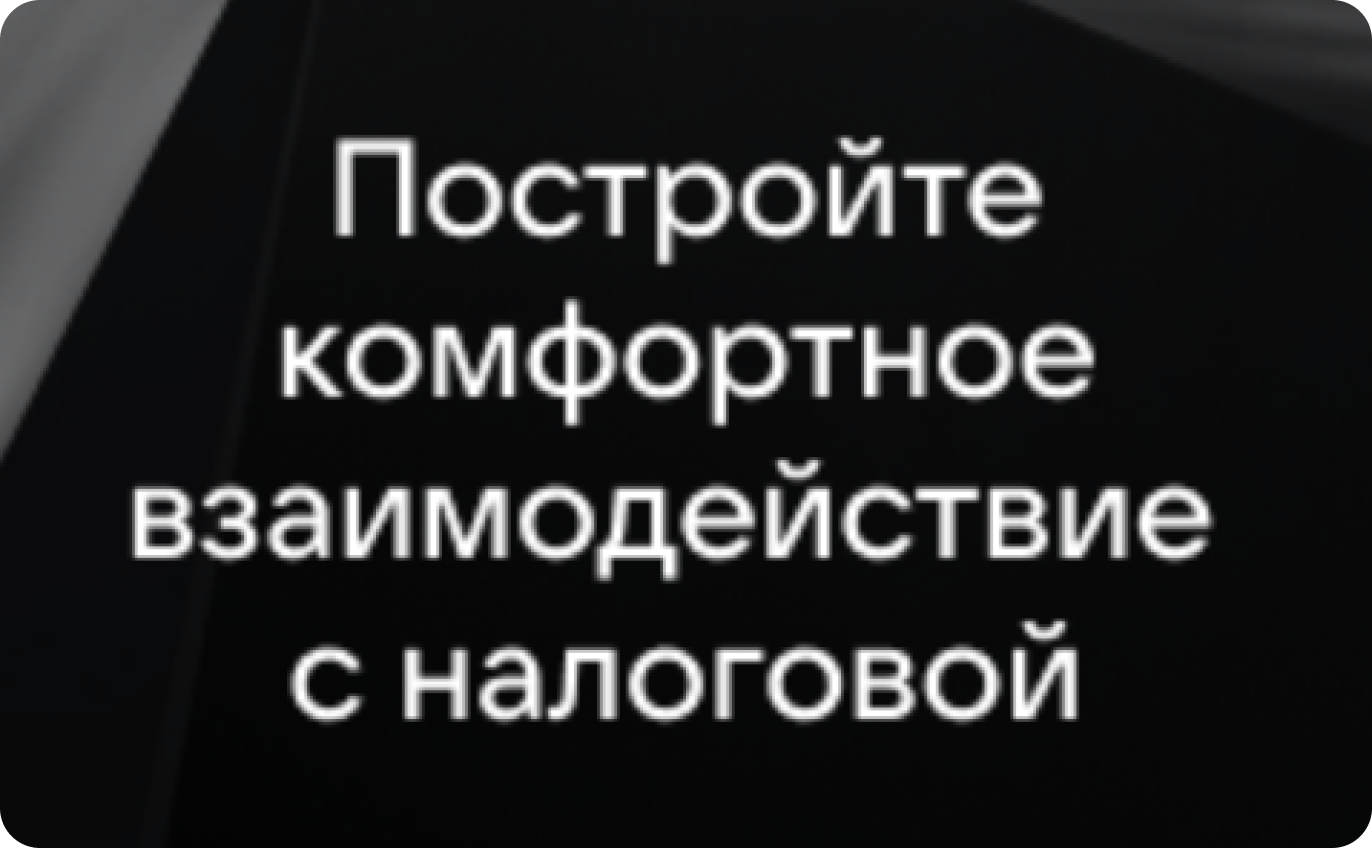 Постройте
комфортное
взаимодействие
с налоговой